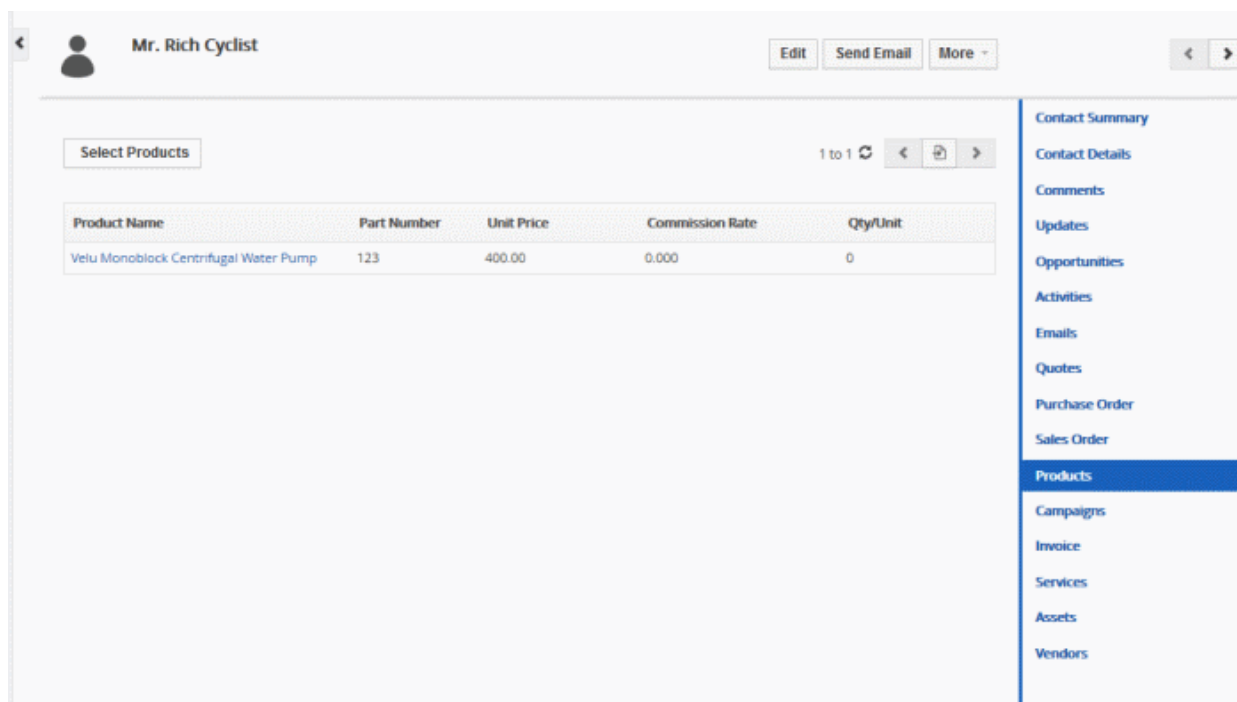 Mr. Rich Cyclist
Edit Send Email More
Select Products
1 to 1
Product Name Part Number Unit Price Commission Rate Qty/Unit
Velu Monoblock Centrifugal Water Pump 123 400.00 0.000 0
Contact Summary
Contact Details
Comments
Updates
Opportunities
Activities
Emails
Quotes
Purchase Order
Sales Order
Products
Campaigns
Invoice
Services
Assets
Vendors